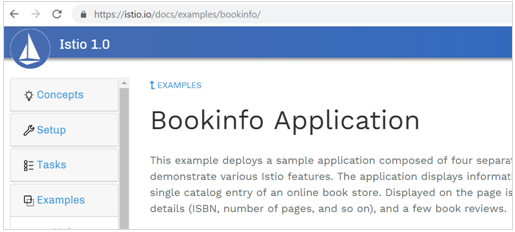 https://istio.io/docs/examples/bookinfo/
Istio 1.0
Concepts
Setup
Tasks
Examples
EXAMPLES
Bookinfo Application
This example deploys a sample application composed of four separat
demonstrate various Istio features. The application displays informat
single catalog entry of an online book store. Displayed on the page is
details (ISBN, number of pages, and so on), and a few book reviews.